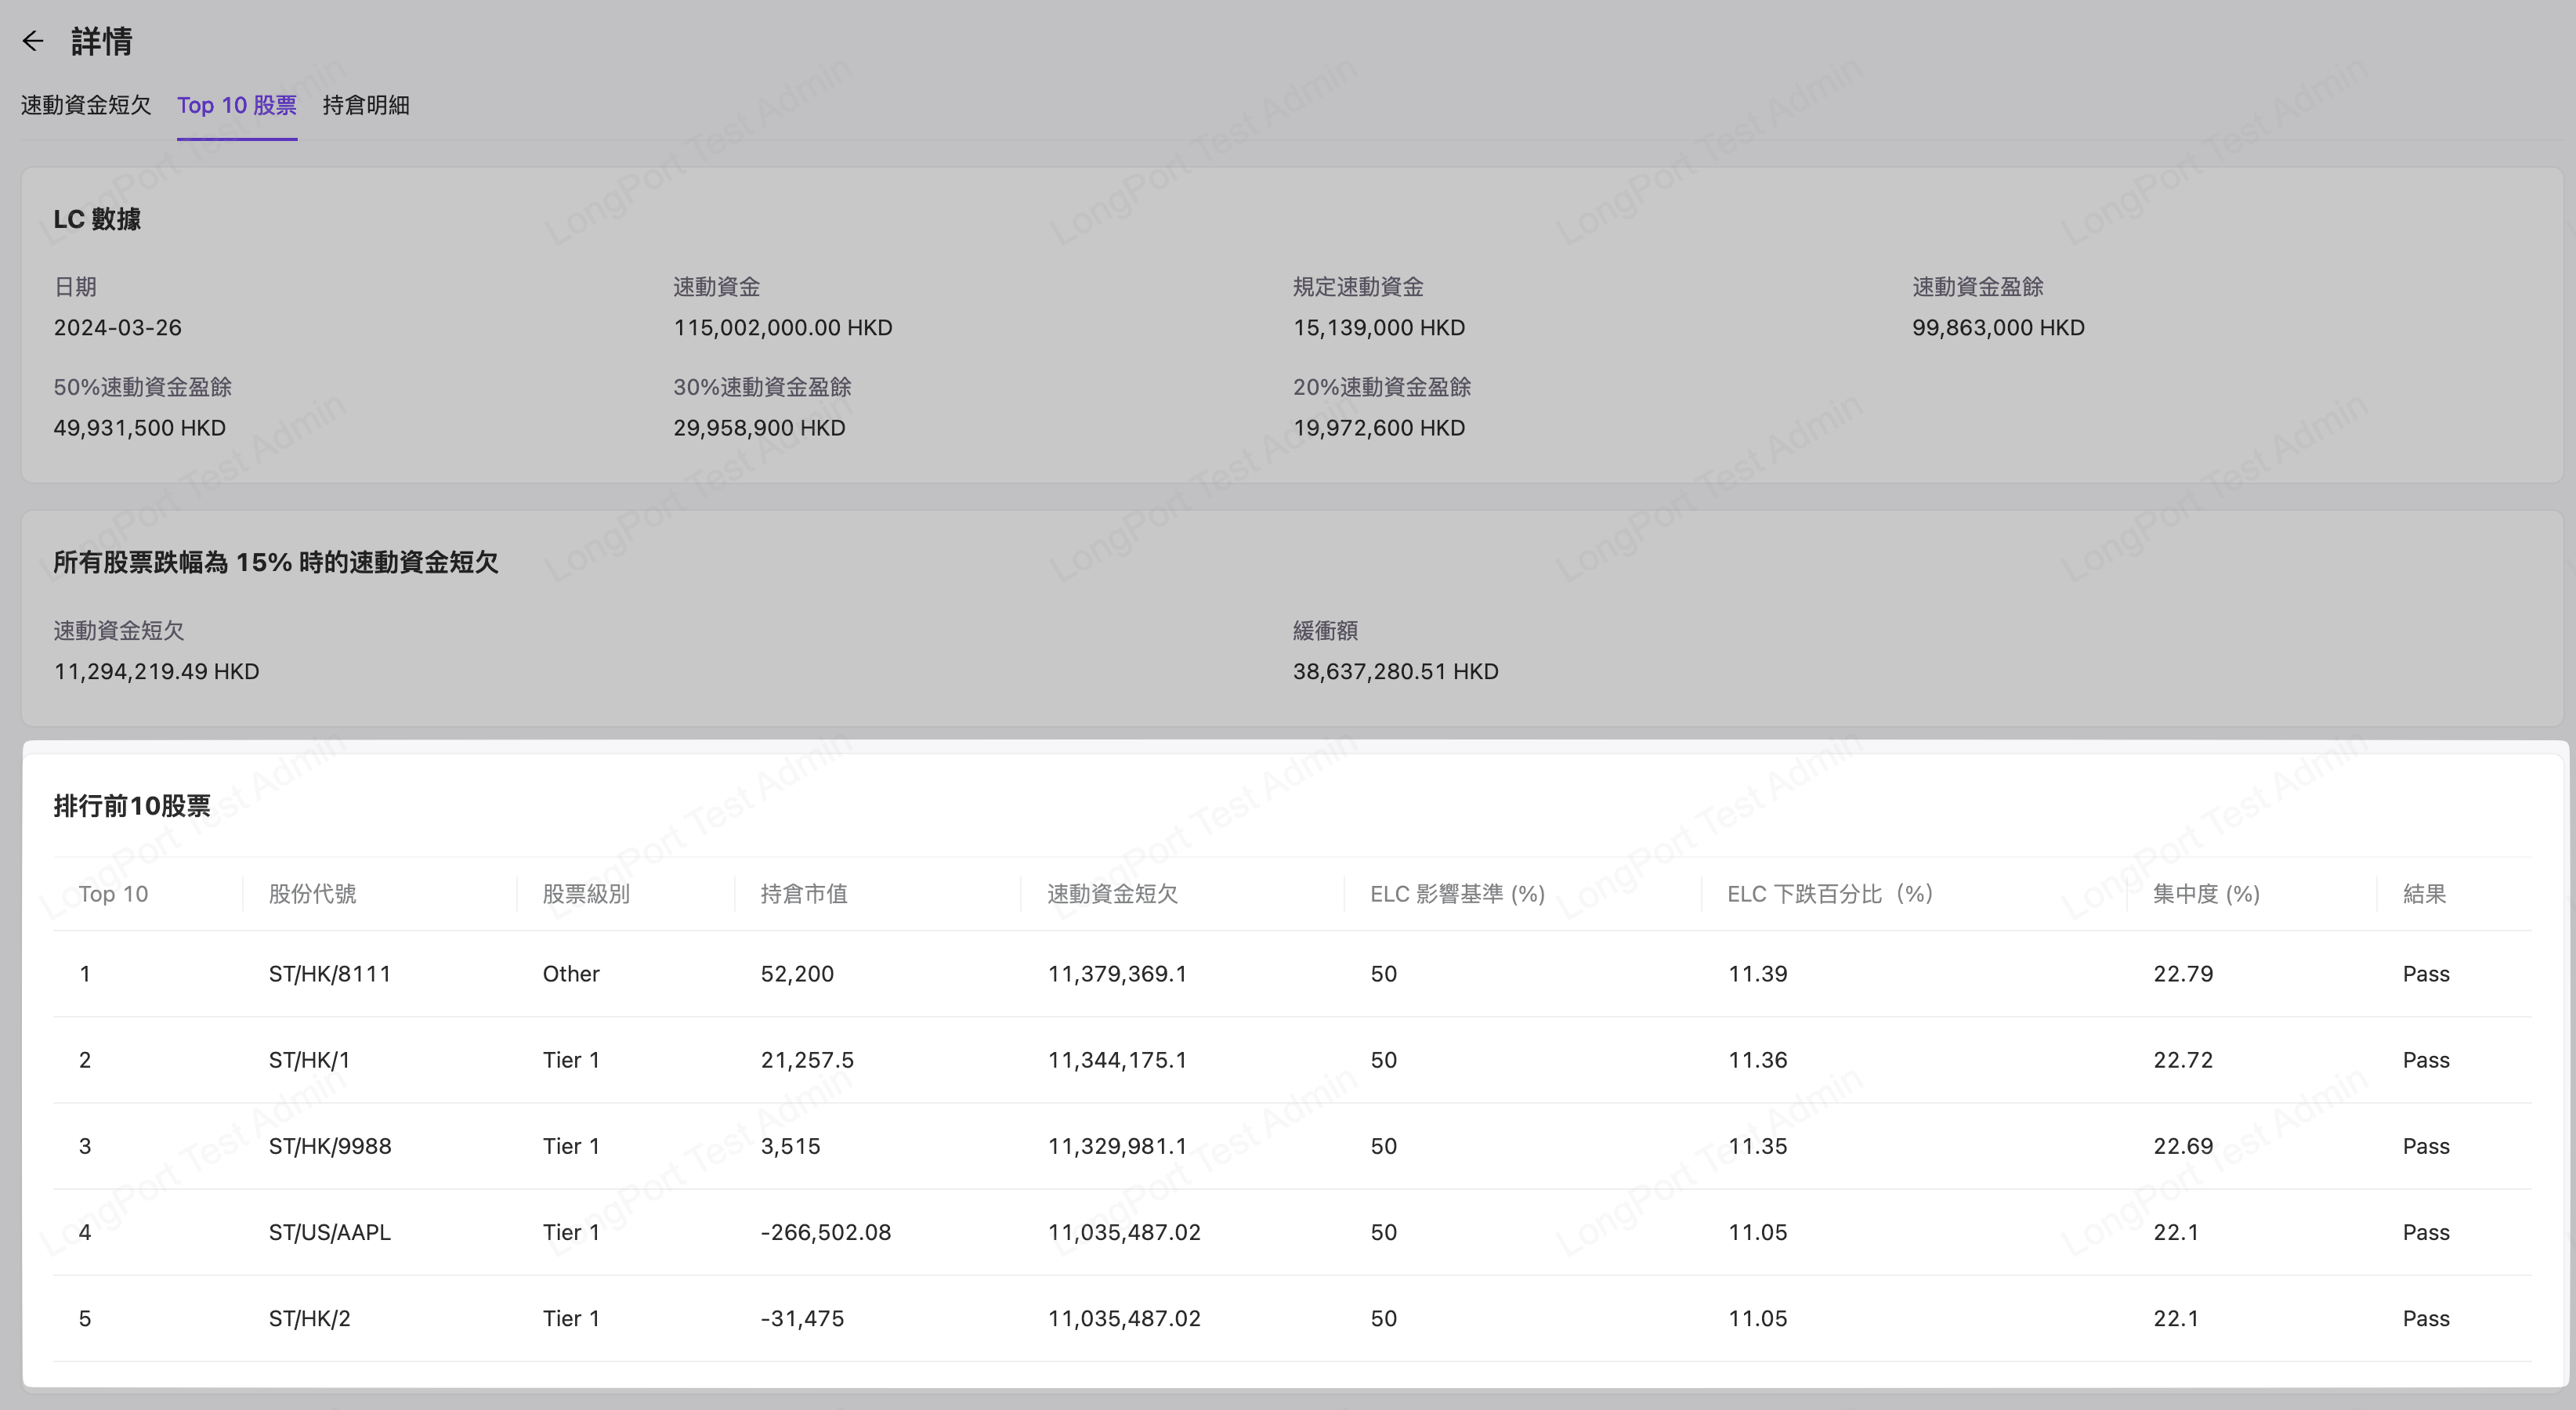 詳情
速動資金短欠 Top 10 股票 持倉明細
LC 數據
日期 速動資金 規定速動資金 速動資金盈餘
2024-03-26 115,002,000.00 HKD 15,139,000 HKD 99,863,000 HKD
50%速動資金盈餘 30%速動資金盈餘 20%速動資金盈餘
49,931,500 HKD 29,958,900 HKD 19,972,600 HKD
所有股票跌幅為 15% 時的速動資金短欠
速動資金短欠 緩衝額
11,294,219.49 HKD 38,637,280.51 HKD
排行前10股票
Top 10 股份代號 股票級別 持倉市值 速動資金短欠 ELC 影響基準 (%) ELC 下跌百分比（%） 集中度 (%) 結果
1 ST/HK/8111 Other 52,200 11,379,369.1 50 11.39 22.79 Pass
2 ST/HK/1 Tier 1 21,257.5 11,344,175.1 50 11.36 22.72 Pass
3 ST/HK/9988 Tier 1 3,515 11,329,981.1 50 11.35 22.69 Pass
4 ST/US/AAPL Tier 1 -266,502.08 11,035,487.02 50 11.05 22.1 Pass
5 ST/HK/2 Tier 1 -31,475 11,035,487.02 50 11.05 22.1 Pass
LongPort Test Admin